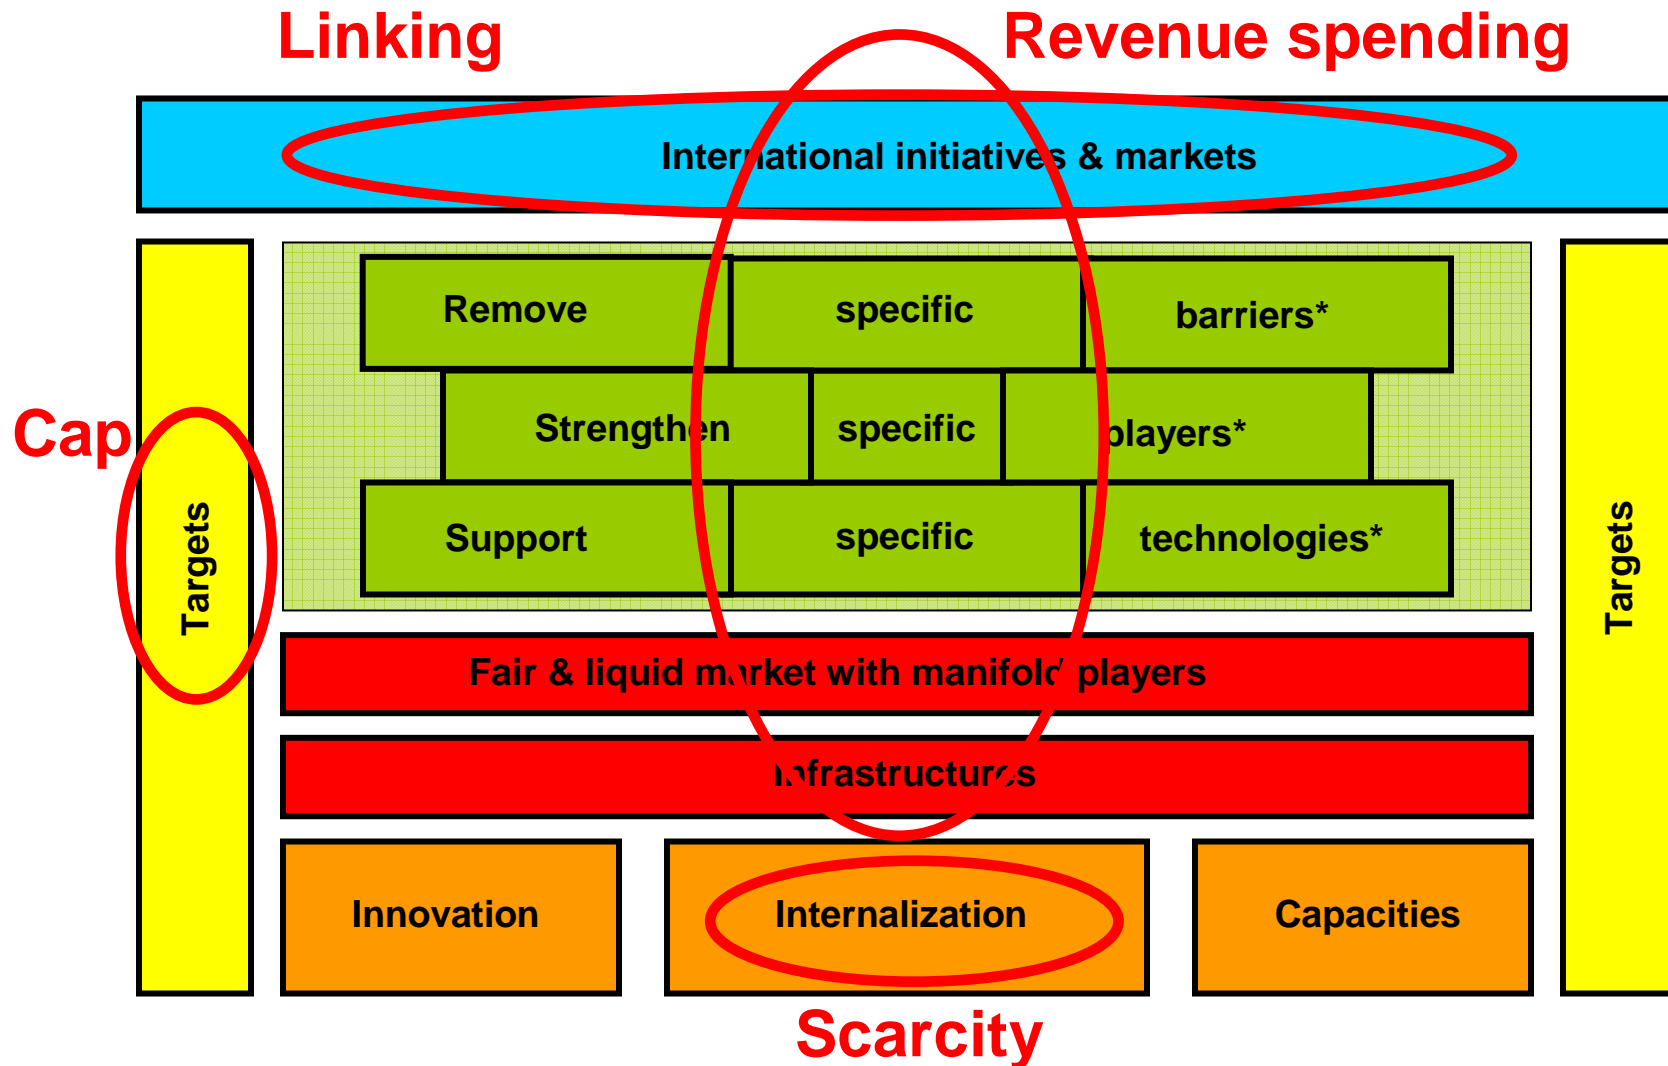 Linking Revenue spending
International initiatives & markets
Remove specific barriers*
Cap
Strengthen specific players*
Support specific technologies*
Targets
Targets
Fair & liquid market with manifold players
Infrastructures
Innovation Internalization Capacities
Scarcity